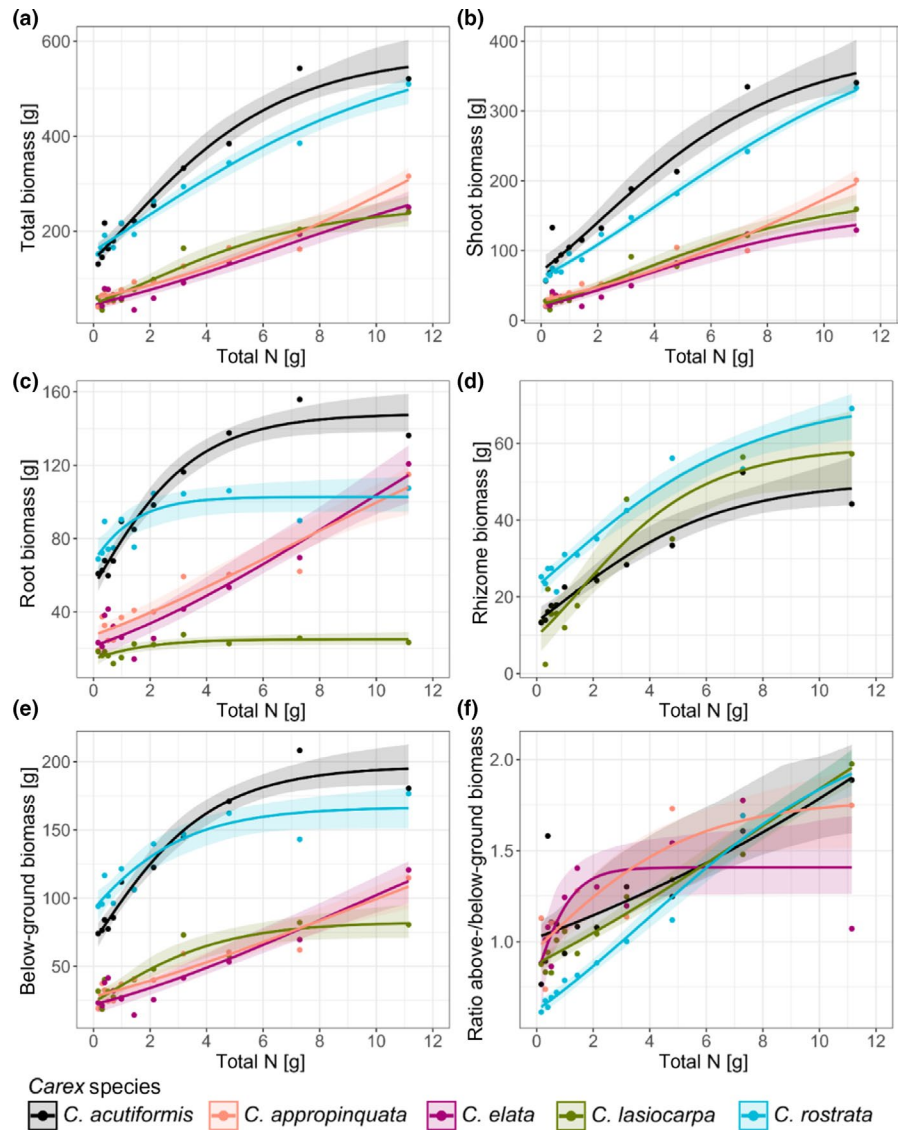 (a)
Total biomass [g]
600
400
200
0 2 4 6 8 10 12
Total N [g]
(b)
Shoot biomass [g]
400
300
200
100
0
0 2 4 6 8 10 12
Total N [g]
(c)
Root biomass [g]
160
120
80
40
0
0 2 4 6 8 10 12
Total N [g]
(d)
Rhizome biomass [g]
60
40
20
0
0 2 4 6 8 10 12
Total N [g]
(e)
Below-ground biomass [g]
200
150
100
50
0 2 4 6 8 10 12
Total N [g]
(f)
Ratio above-/below-ground biomass
2.0
1.5
1.0
0 2 4 6 8 10 12
Total N [g]
Carex species
C. acutiformis C. appropinquata C. elata C. lasiocarpa C. rostrata